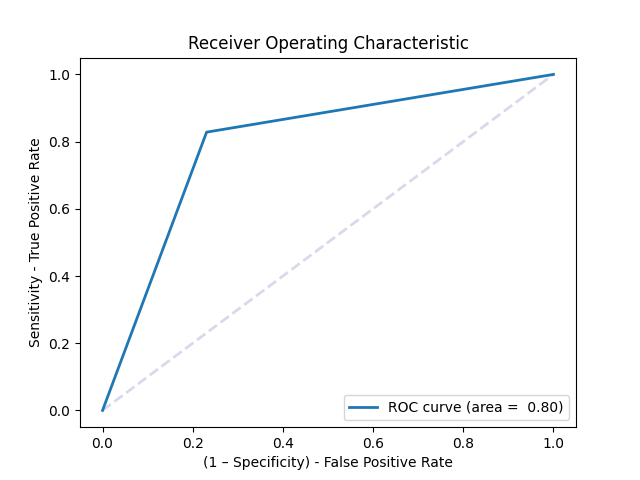 Receiver Operating Characteristic
1.0
0.8
0.6
0.4
0.2
0.0
Sensitivity - True Positive Rate
ROC curve (area =  0.80)
0.0 0.2 0.4 0.6 0.8 1.0
(1 – Specificity) - False Positive Rate